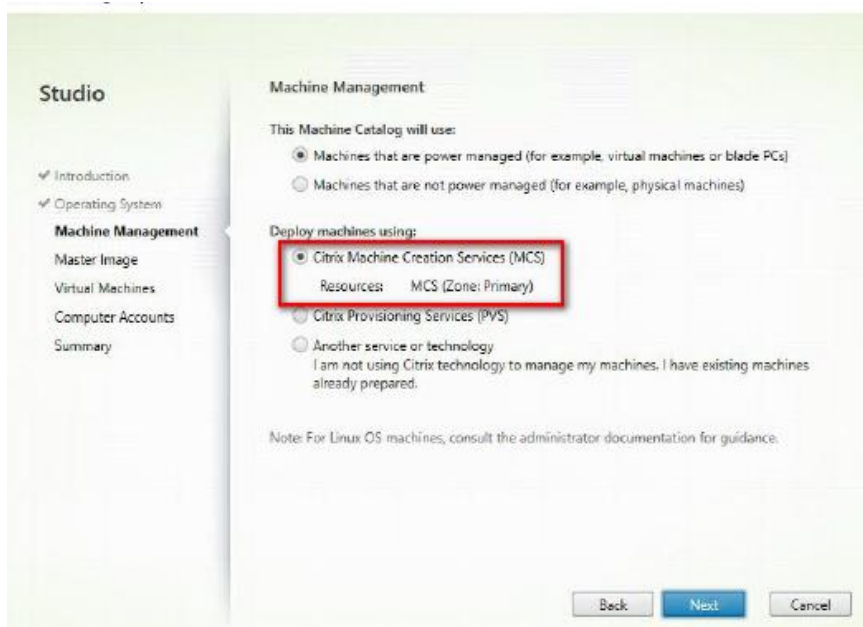 Studio
Introduction
Operating System
Machine Management
Master Image
Virtual Machines
Computer Accounts
Summary
Machine Management
This Machine Catalog will use:
Machines that are power managed (for example, virtual machines or blade PCs)
Machines that are not power managed (for example, physical machines)
Deploy machines using:
Citrix Machine Creation Services (MCS)
Resources: MCS (Zone: Primary)
Citrix Provisioning Services (PVS)
Another service or technology
I am not using Citrix technology to manage my machines. I have existing machines
already prepared.
Note: For Linux OS machines, consult the administrator documentation for guidance.
Back Next Cancel